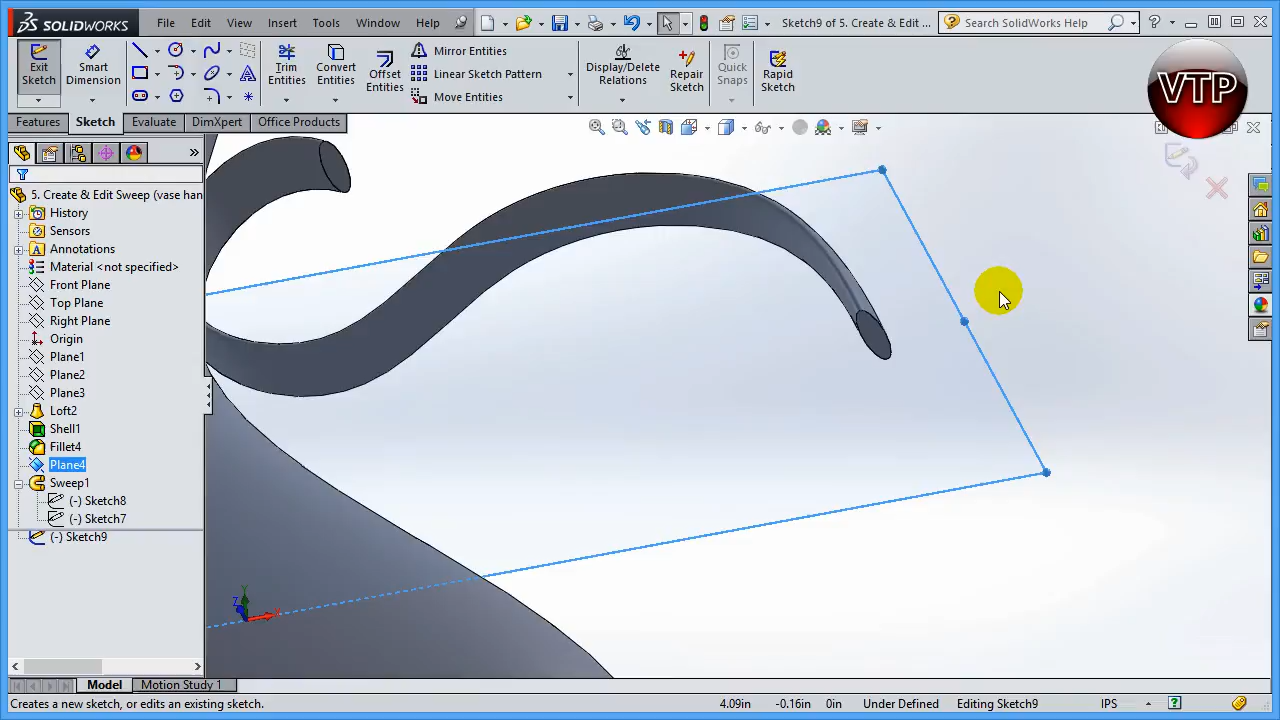 SOLIDWORKS File Edit View Insert Tools Window Help Sketch9 of 5. Create & Edit ... Search SolidWorks Help
Exit Sketch
Smart Dimension
Trim Entities
Convert Entities
Offset Entities
Mirror Entities
Linear Sketch Pattern
Move Entities
Display/Delete Relations
Repair Sketch
Quick Snaps
Rapid Sketch
VTP
Features Sketch Evaluate DimXpert Office Products
5. Create & Edit Sweep (vase han
History
Sensors
Annotations
Material <not specified>
Front Plane
Top Plane
Right Plane
Origin
Plane1
Plane2
Plane3
Loft2
Shell1
Fillet4
Plane4
Sweep1
(-) Sketch8
(-) Sketch7
(-) Sketch9
Y
Z
X
Model Motion Study 1
Creates a new sketch, or edits an existing sketch. 4.09in -0.16in 0in Under Defined Editing Sketch9 IPS